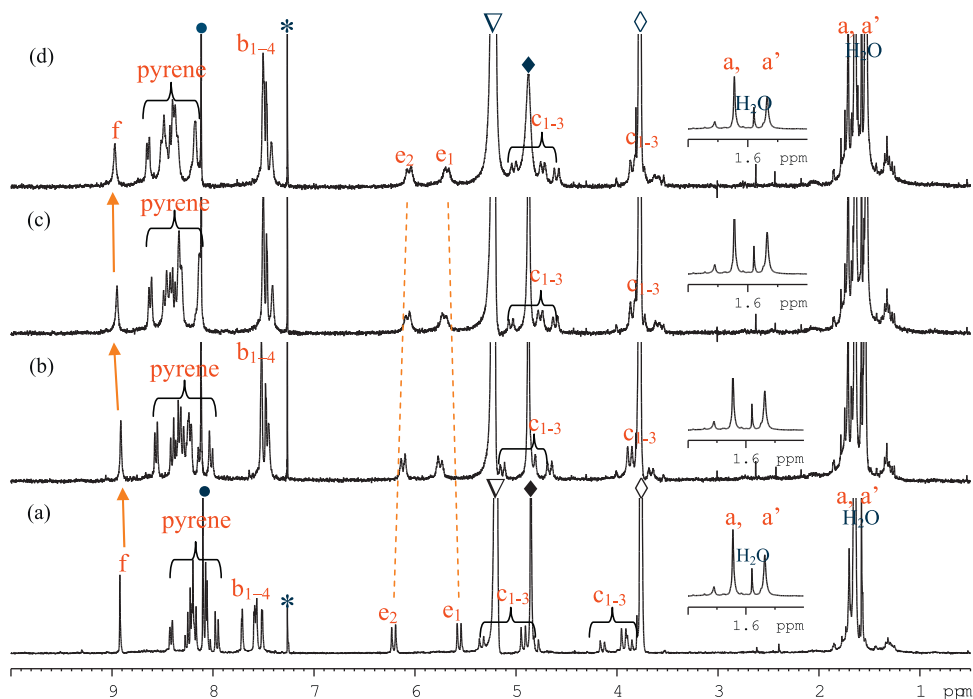 (d) f pyrene b1–4 * e2 e1 c1-3 c1-3 a, a' H2O
a, a' H2O
1.6 ppm
(c) pyrene c1-3 c1-3
1.6 ppm
(b) pyrene b1–4 c1-3 c1-3
1.6 ppm
(a) f pyrene b1–4 * e2 e1 c1-3 c1-3 a, a' H2O
a, a' H2O
1.6 ppm
9 8 7 6 5 4 3 2 1 ppm